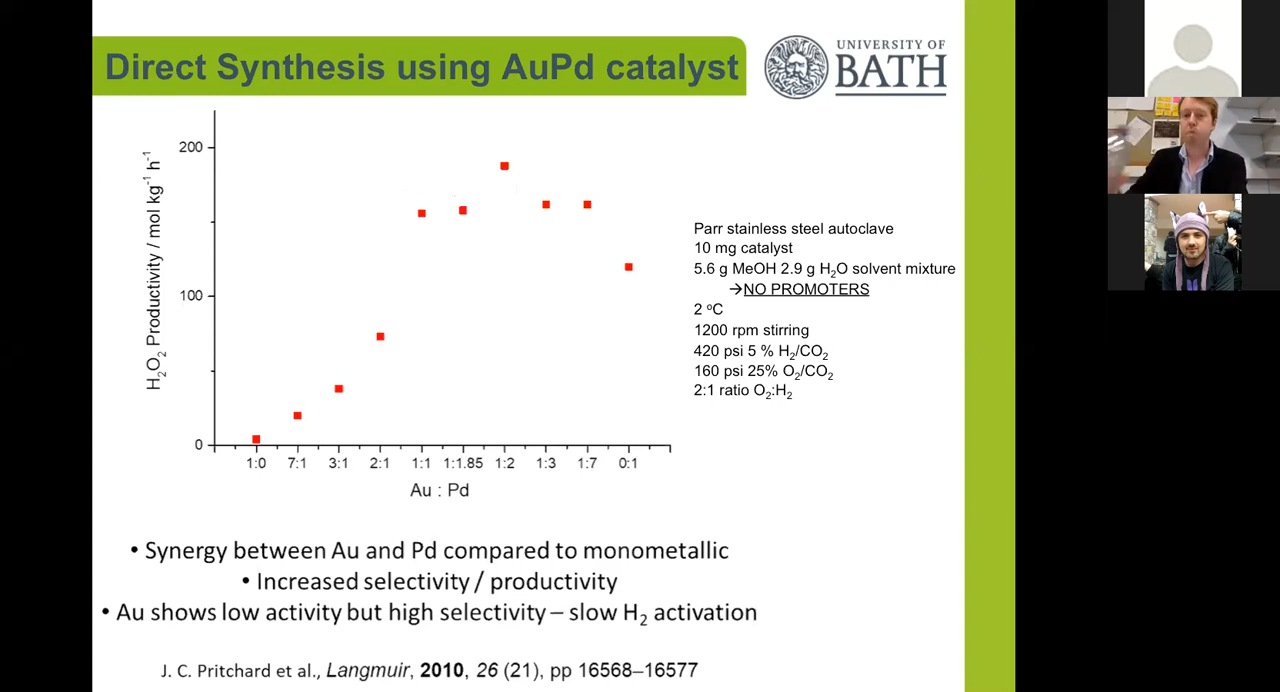 Direct Synthesis using AuPd catalyst
UNIVERSITY OF
BATH
H₂O₂ Productivity / mol kg⁻¹ h⁻¹
200
100
0
1:0 7:1 3:1 2:1 1:1 1:1.85 1:2 1:3 1:7 0:1
Au : Pd
Parr stainless steel autoclave
10 mg catalyst
5.6 g MeOH 2.9 g H₂O solvent mixture
→NO PROMOTERS
2 ºC
1200 rpm stirring
420 psi 5 % H₂/CO₂
160 psi 25% O₂/CO₂
2:1 ratio O₂:H₂
• Synergy between Au and Pd compared to monometallic
• Increased selectivity / productivity
• Au shows low activity but high selectivity – slow H₂ activation
J. C. Pritchard et al., Langmuir, 2010, 26 (21), pp 16568–16577